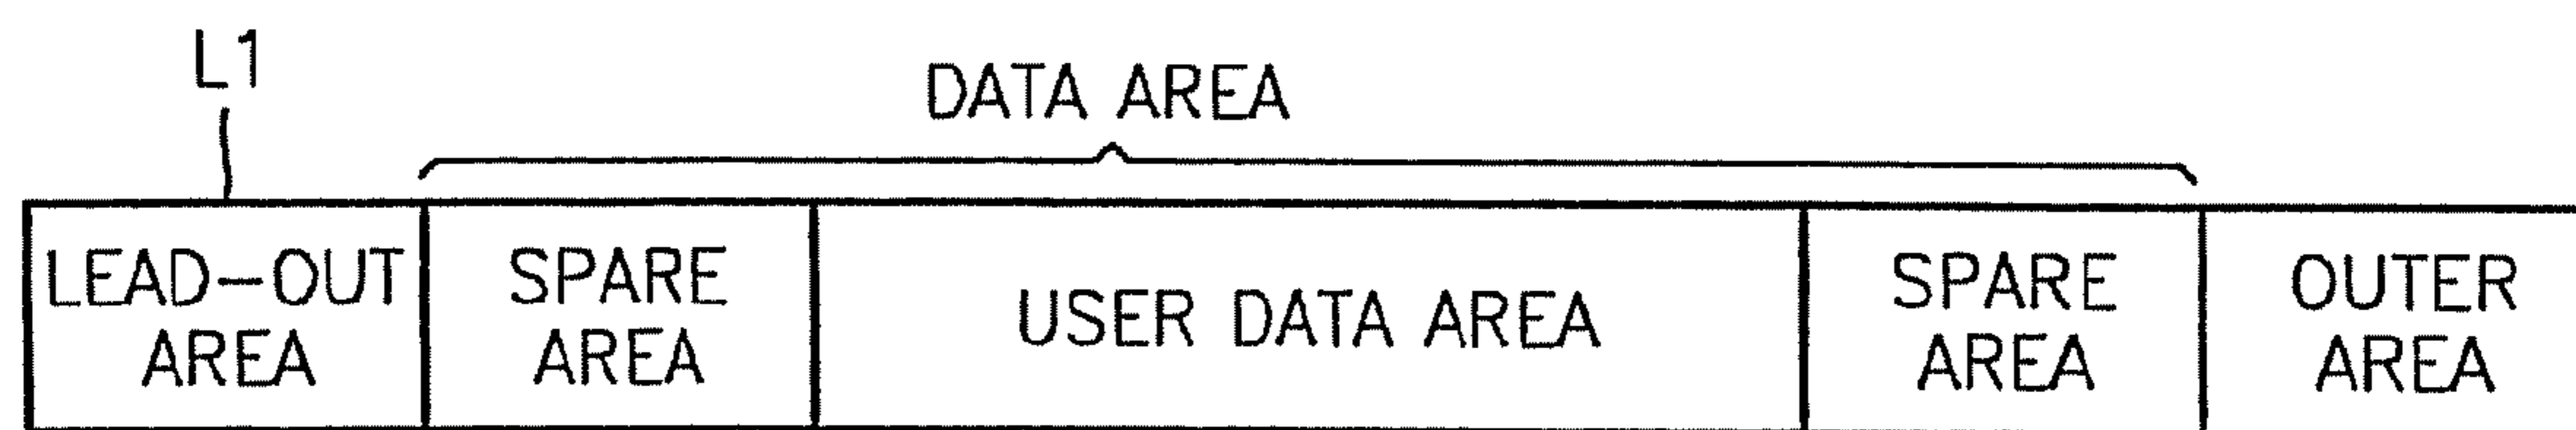 L1
DATA AREA
LEAD-OUT
AREA
SPARE
AREA
USER DATA AREA
SPARE
AREA
OUTER
AREA